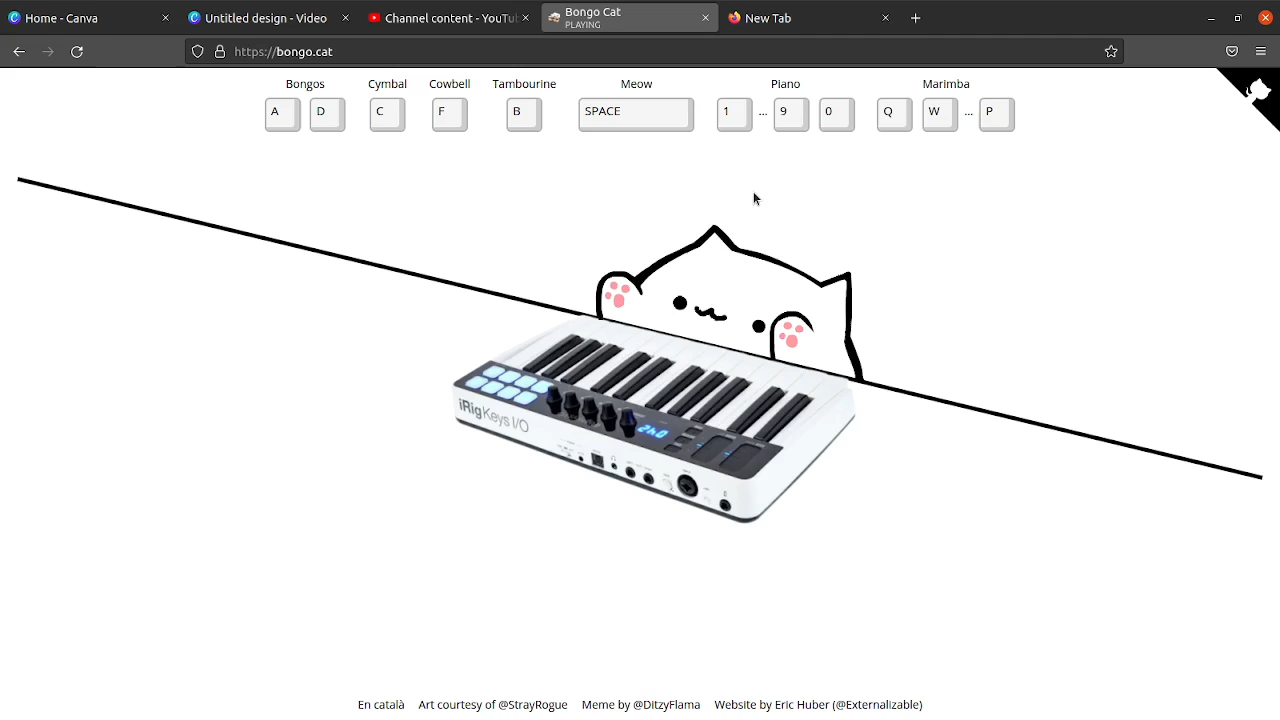 Home - Canva
Untitled design - Video
Channel content - YouTu
Bongo Cat
PLAYING
New Tab
https://bongo.cat
Bongos
Cymbal
Cowbell
Tambourine
Meow
Piano
Marimba
A D C F B SPACE 1 ... 9 0 Q W ... P
iRig Keys I/O
En català
Art courtesy of @StrayRogue
Meme by @DitzyFlama
Website by Eric Huber (@Externalizable)